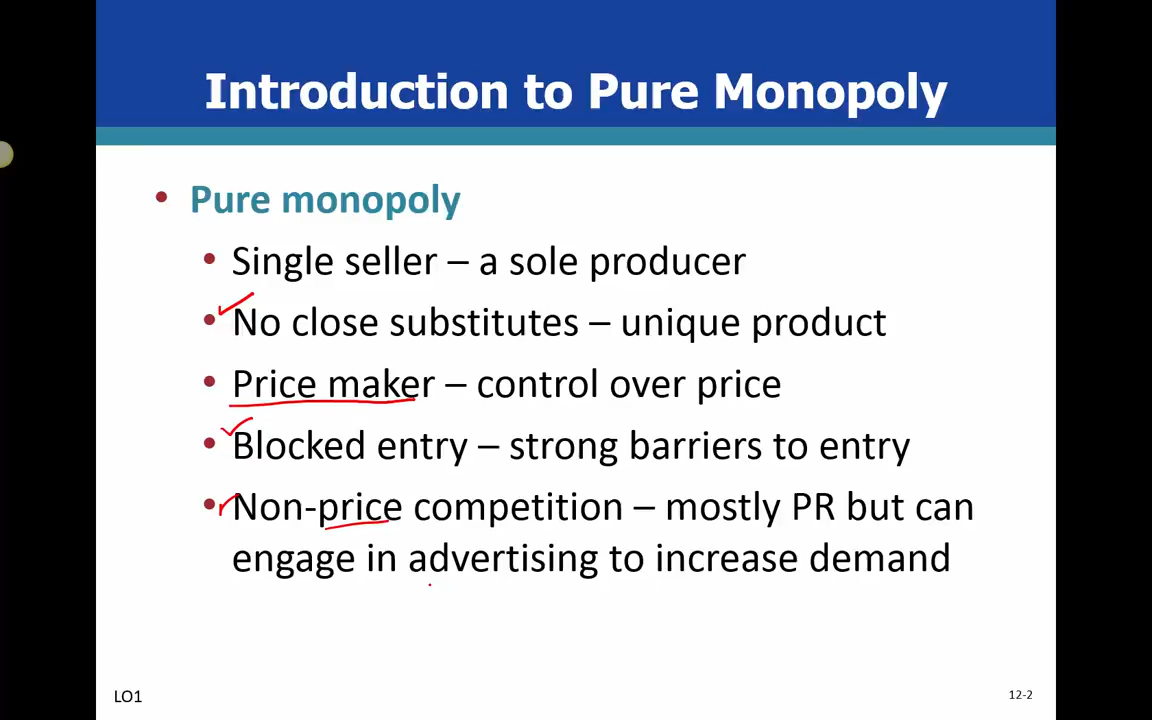 Introduction to Pure Monopoly
• Pure monopoly
• Single seller – a sole producer
• No close substitutes – unique product
• Price maker – control over price
• Blocked entry – strong barriers to entry
• Non-price competition – mostly PR but can
engage in advertising to increase demand
LO1
12-2